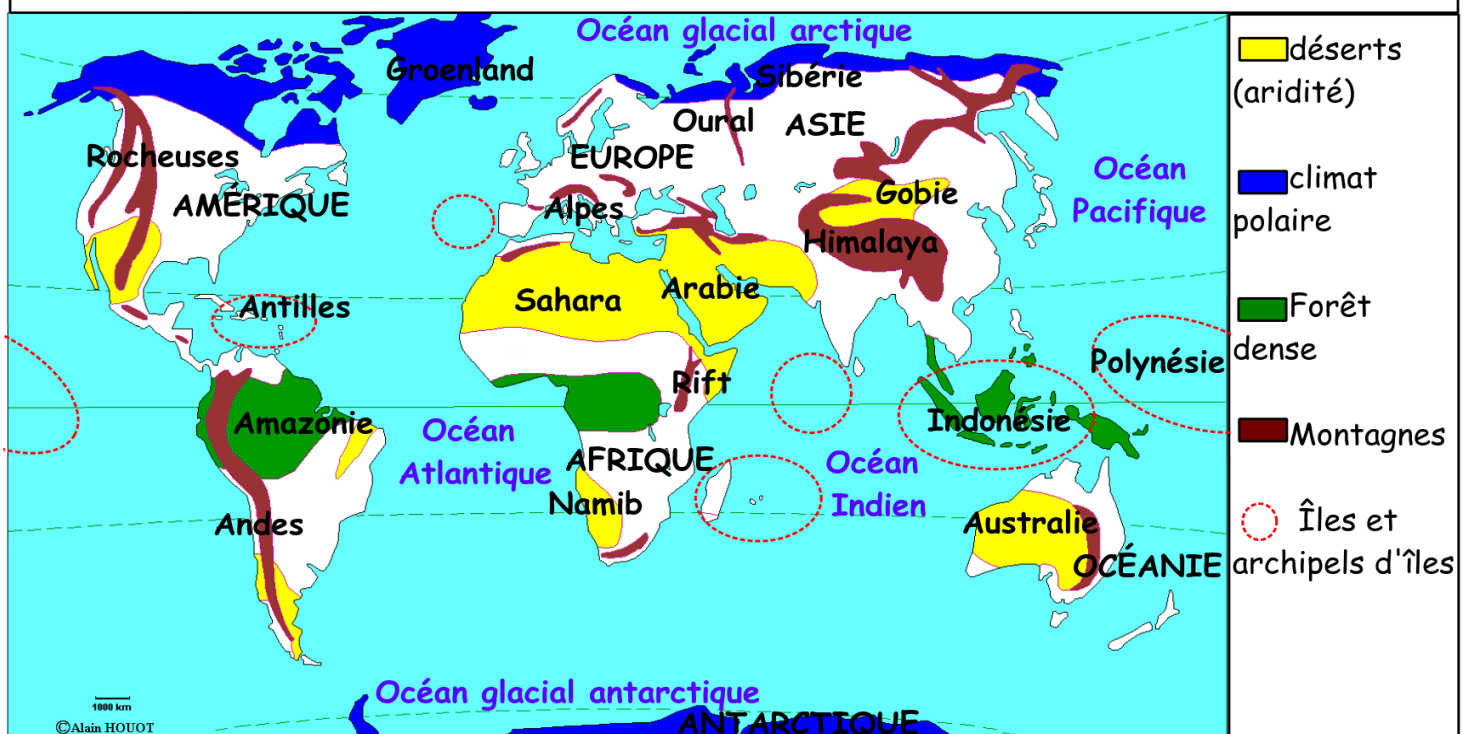 Océan glacial arctique
Groenland
Sibérie
Oural
ASIE
Rocheuses
EUROPE
Océan
Pacifique
AMÉRIQUE
Alpes
Gobie
Himalaya
Antilles
Sahara
Arabie
Polynésie
Rift
Amazonie
Océan
Atlantique
Indonésie
AFRIQUE
Océan
Indien
Namib
Andes
Australie
OCÉANIE
Océan glacial antarctique
ANTARCTIQUE
1000 km
©Alain HOUOT
déserts
(aridité)
climat
polaire
Forêt
dense
Montagnes
Îles et
archipels d'îles